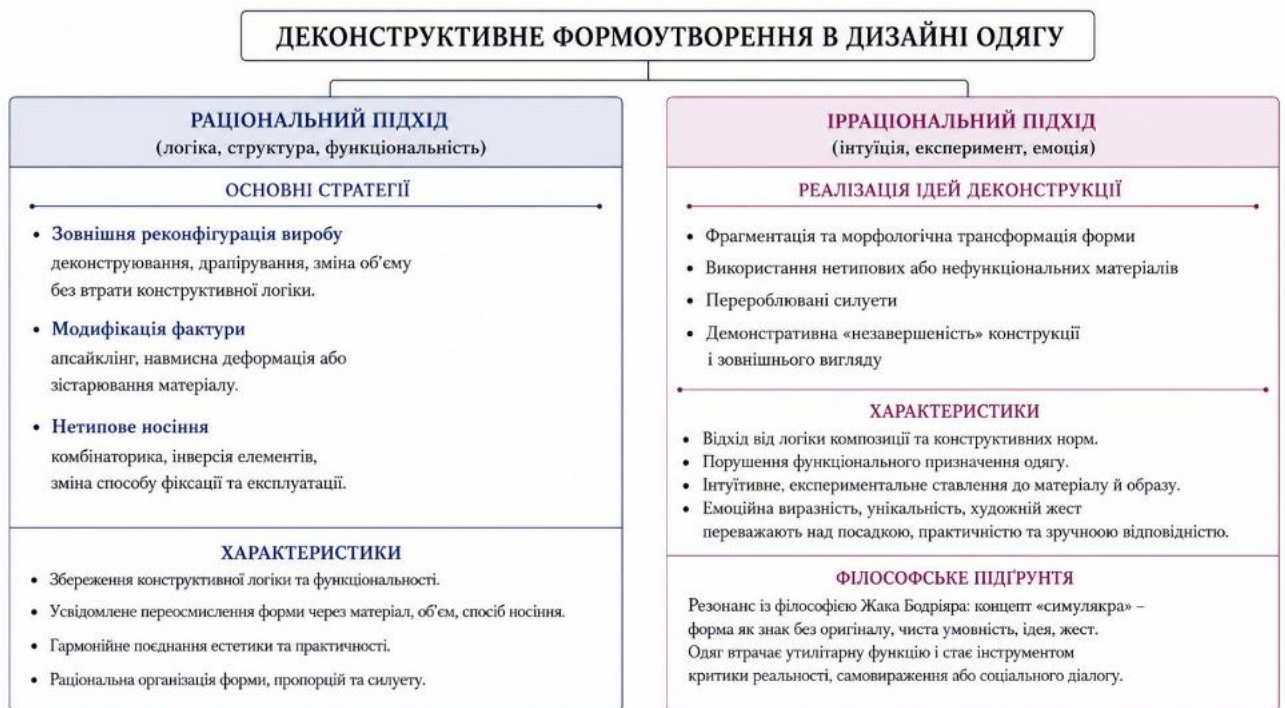 ДЕКОНСТРУКТИВНЕ ФОРМОУТВОРЕННЯ В ДИЗАЙНІ ОДЯГУ
РАЦІОНАЛЬНИЙ ПІДХІД
(логіка, структура, функціональність)
ОСНОВНІ СТРАТЕГІЇ
• Зовнішня реконфігурація виробу
деконструювання, драпірування, зміна об’єму
без втрати конструктивної логіки.
• Модифікація фактури
апсайклінг, навмисна деформація або
зістарювання матеріалу.
• Нетипове носіння
комбінаторика, інверсія елементів,
зміна способу фіксації та експлуатації.
ХАРАКТЕРИСТИКИ
• Збереження конструктивної логіки та функціональності.
• Усвідомлене переосмислення форми через матеріал, об’єм, спосіб носіння.
• Гармонійне поєднання естетики та практичності.
• Раціональна організація форми, пропорцій та силуету.
ІРРАЦІОНАЛЬНИЙ ПІДХІД
(інтуїція, експеримент, емоція)
РЕАЛІЗАЦІЯ ІДЕЙ ДЕКОНСТРУКЦІЇ
• Фрагментація та морфологічна трансформація форми
• Використання нетипових або нефункціональних матеріалів
• Перероблювані силуети
• Демонстративна «незавершеність» конструкції
і зовнішнього вигляду
ХАРАКТЕРИСТИКИ
• Відхід від логіки композиції та конструктивних норм.
• Порушення функціонального призначення одягу.
• Інтуїтивне, експериментальне ставлення до матеріалу й образу.
• Емоційна виразність, унікальність, художній жест
переважають над посадкою, практичністю та зручноою відповідністю.
ФІЛОСОФСЬКЕ ПІДҐРУНТЯ
Резонанс із філософією Жака Бодріяра: концепт «симулякра» –
форма як знак без оригіналу, чиста умовність, ідея, жест.
Одяг втрачає утилітарну функцію і стає інструментом
критики реальності, самовираження або соціального діалогу.